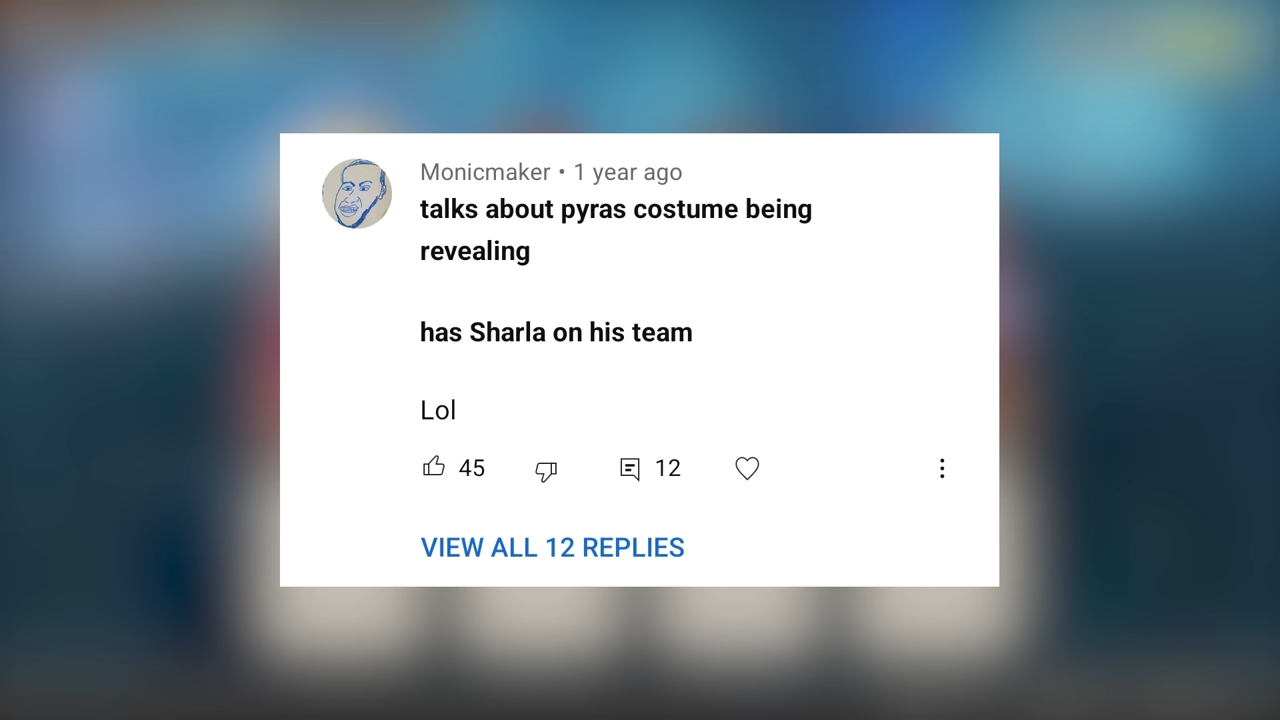 Monicmaker • 1 year ago
talks about pyras costume being
revealing
has Sharla on his team
Lol
45 12
VIEW ALL 12 REPLIES